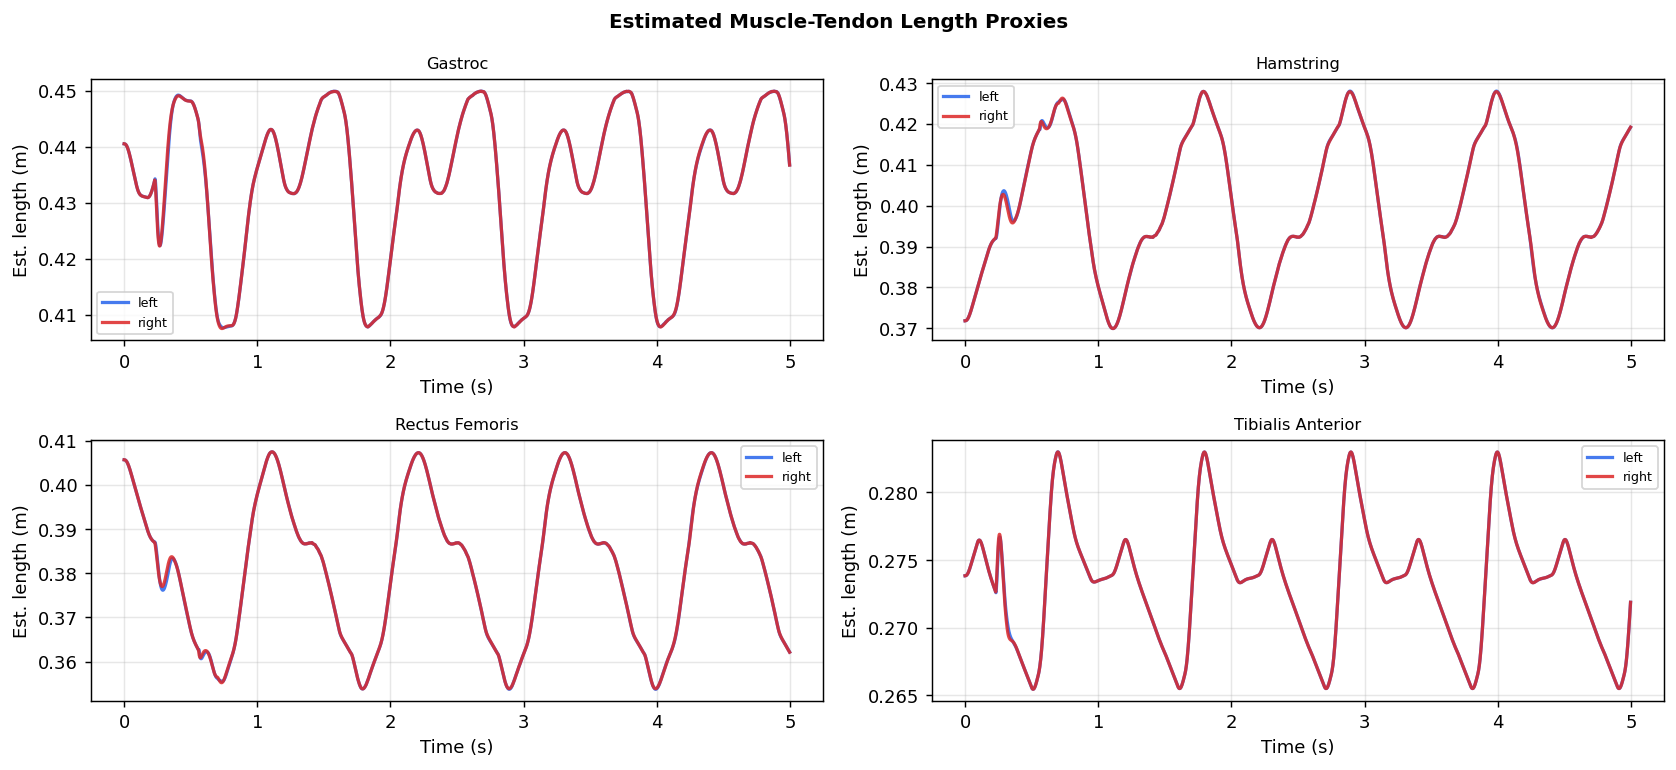 Estimated Muscle-Tendon Length Proxies
Gastroc
Est. length (m)
0.45
0.44
0.43
0.42
0.41
left
right
0 1 2 3 4 5
Time (s)
Hamstring
Est. length (m)
0.43
0.42
0.41
0.40
0.39
0.38
0.37
left
right
0 1 2 3 4 5
Time (s)
Rectus Femoris
Est. length (m)
0.41
0.40
0.39
0.38
0.37
0.36
left
right
0 1 2 3 4 5
Time (s)
Tibialis Anterior
Est. length (m)
0.280
0.275
0.270
0.265
left
right
0 1 2 3 4 5
Time (s)